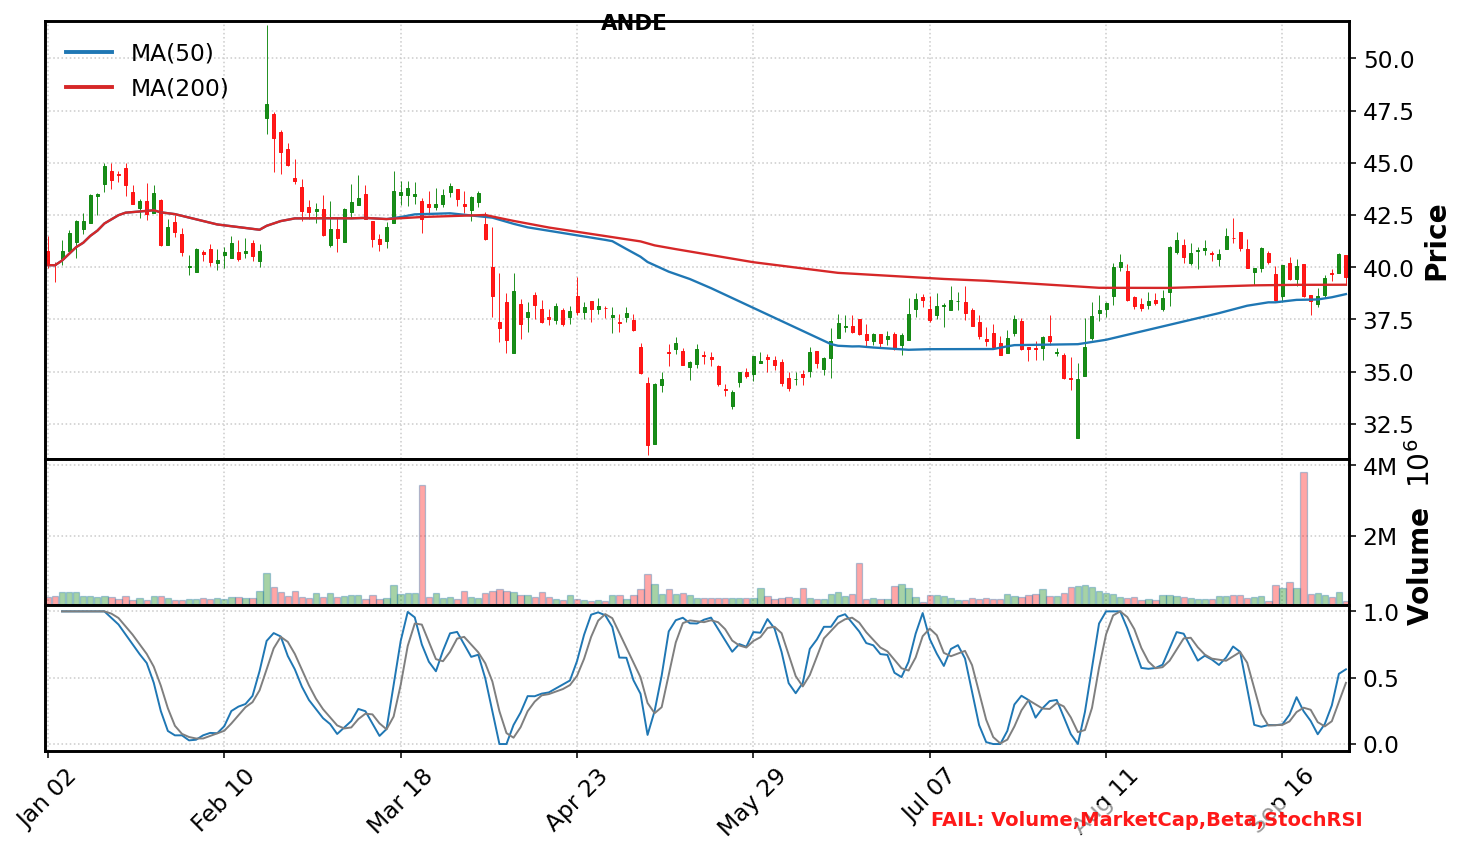 ANDE
MA(50)
MA(200)
50.0
47.5
45.0
42.5
40.0
37.5
35.0
32.5
Price
4M
2M
Volume 10^6
1.0
0.5
0.0
Jan 02
Feb 10
Mar 18
Apr 23
May 29
Jul 07
Aug 11
Sep 16
FAIL: Volume,MarketCap,Beta,StochRSI